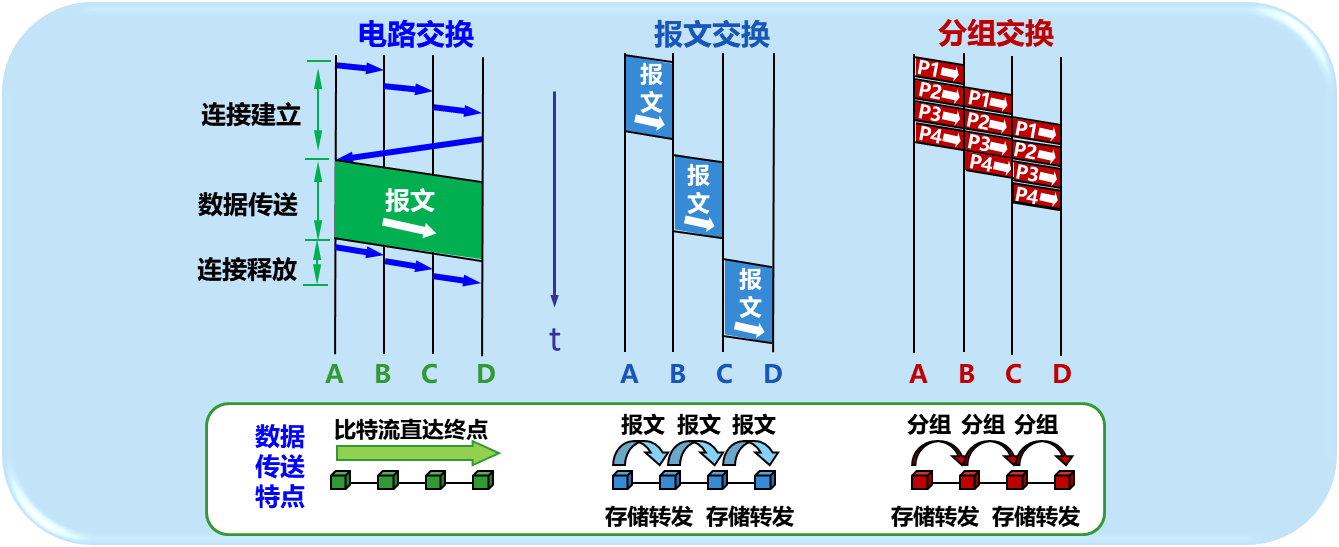 电路交换
报文交换
分组交换
连接建立
数据传送
连接释放
报文
A B C D
t
报
文
报
文
报
文
A B C D
P1
P2 P1
P3 P2 P1
P4 P3 P2
P4 P3
P4
A B C D
数据
传送
特点
比特流直达终点
报文 报文 报文
存储转发 存储转发
分组 分组 分组
存储转发 存储转发